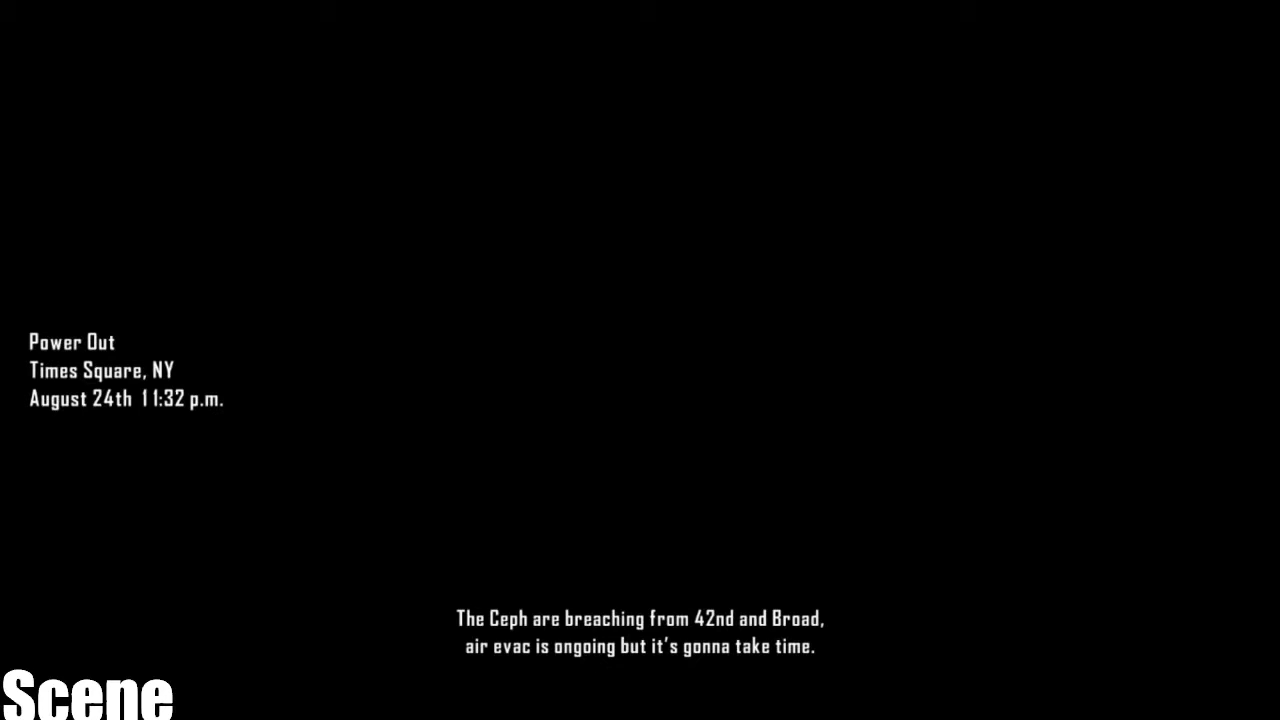 Power Out
Times Square, NY
August 24th 11:32 p.m.
The Ceph are breaching from 42nd and Broad,
air evac is ongoing but it's gonna take time.
Scene